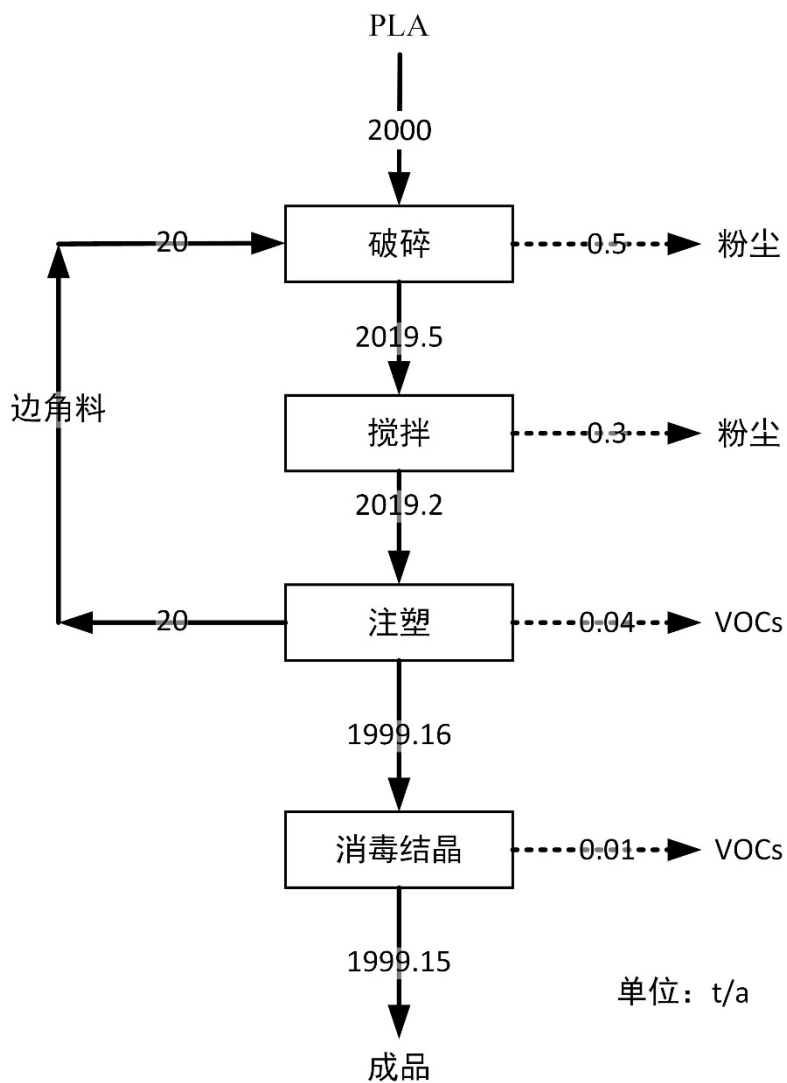 PLA
2000
20
破碎
0.5
粉尘
2019.5
边角料
搅拌
0.3
粉尘
2019.2
20
注塑
0.04
VOCs
1999.16
消毒结晶
0.01
VOCs
1999.15
单位：t/a
成品